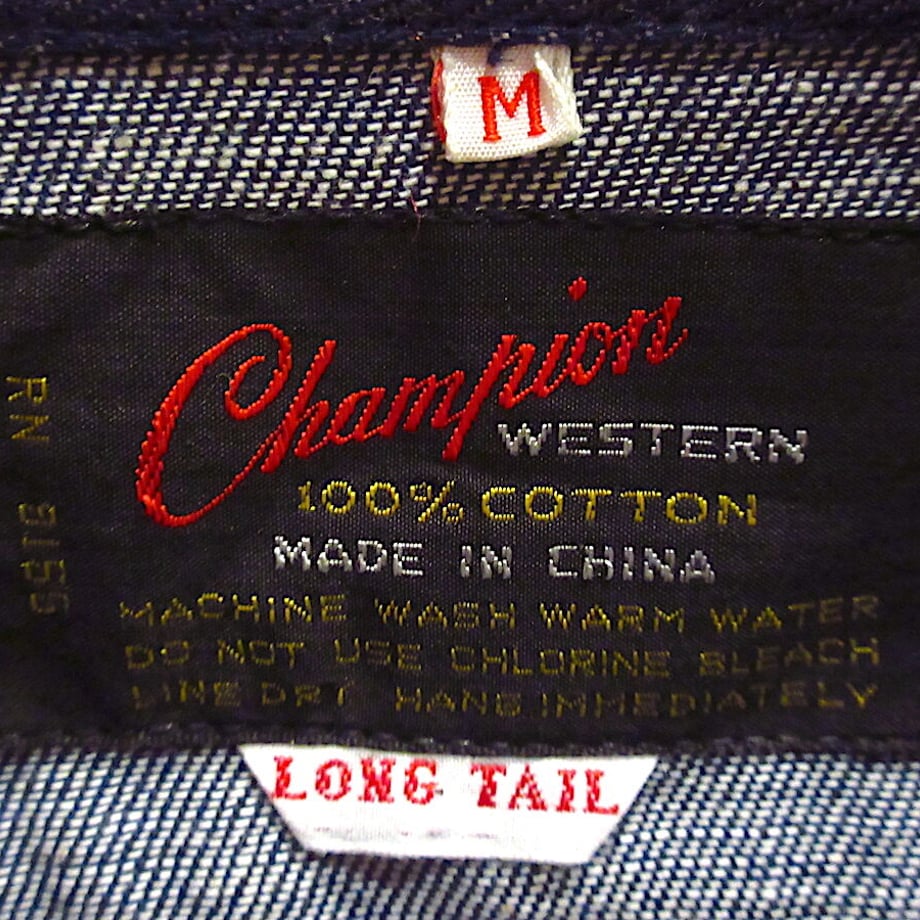 M
Champion
WESTERN
100% COTTON
MADE IN CHINA
MACHINE WASH WARM WATER
DO NOT USE CHLORINE BLEACH
LINE DRY HANG IMMEDIATELY
RN
LONG TAIL